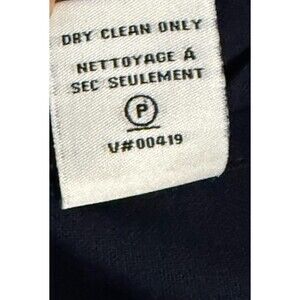 DRY CLEAN ONLY
NETTOYAGE À
SEC SEULEMENT
P
V#00419